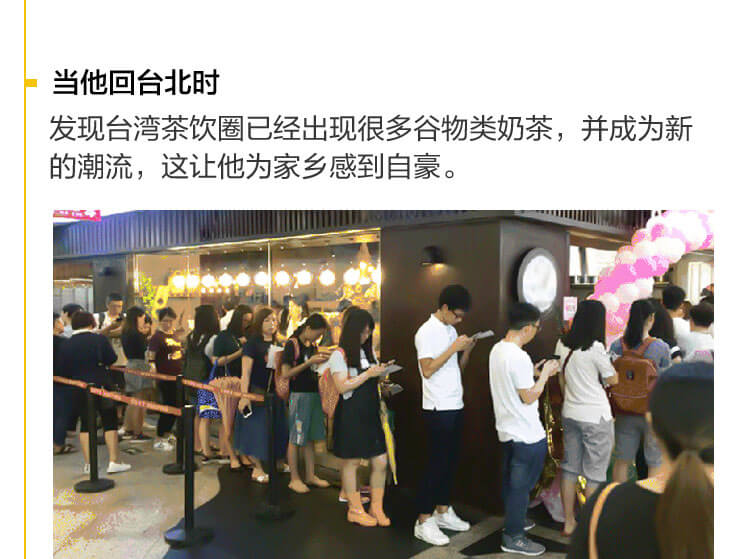 当他回台北时
发现台湾茶饮圈已经出现很多谷物类奶茶，并成为新
的潮流，这让他为家乡感到自豪。